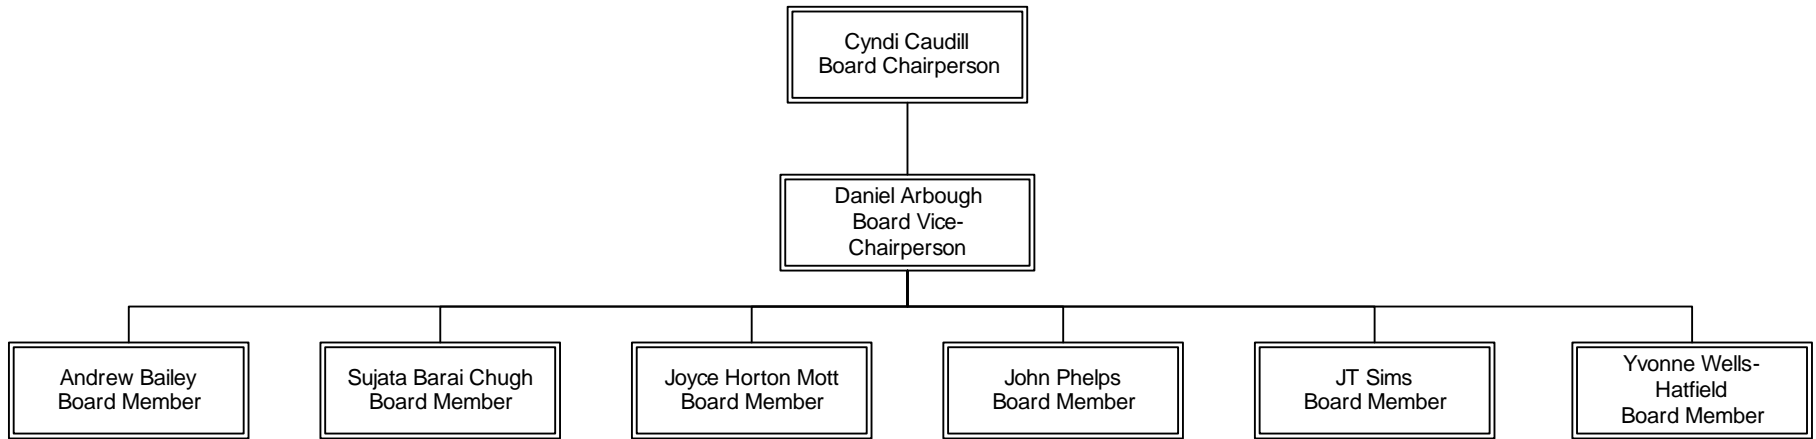 Cyndi Caudill
Board Chairperson
Daniel Arbough
Board Vice-
Chairperson
Andrew Bailey
Board Member
Sujata Barai Chugh
Board Member
Joyce Horton Mott
Board Member
John Phelps
Board Member
JT Sims
Board Member
Yvonne Wells-
Hatfield
Board Member